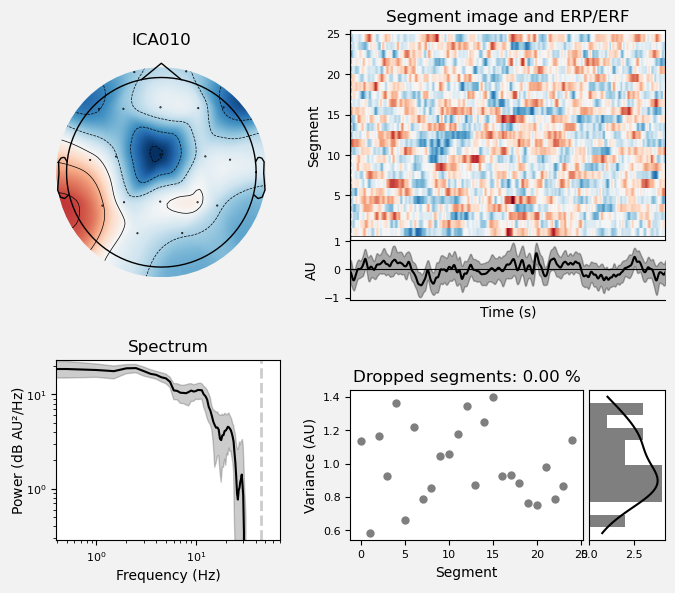 ICA010
Segment image and ERP/ERF
25
20
15
10
5
Segment
1
0
−1
AU
Time (s)
Spectrum
10¹
10⁰
Power (dB AU²/Hz)
10⁰ 10¹
Frequency (Hz)
Dropped segments: 0.00 %
1.4
1.2
1.0
0.8
0.6
Variance (AU)
0 5 10 15 20 25
Segment
0.0 2.5